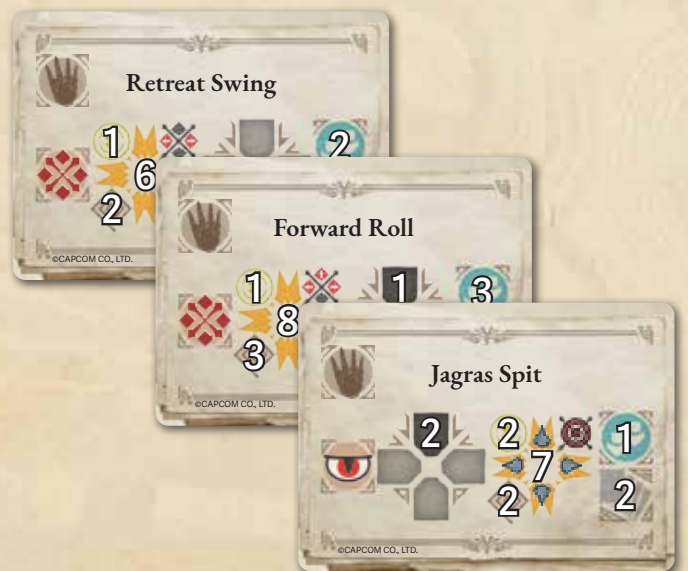 Retreat Swing
1
6
2
2
©CAPCOM CO., LTD.
Forward Roll
1
8
3
1
3
©CAPCOM CO., LTD.
Jagras Spit
2
2
7
2
1
2
©CAPCOM CO., LTD.